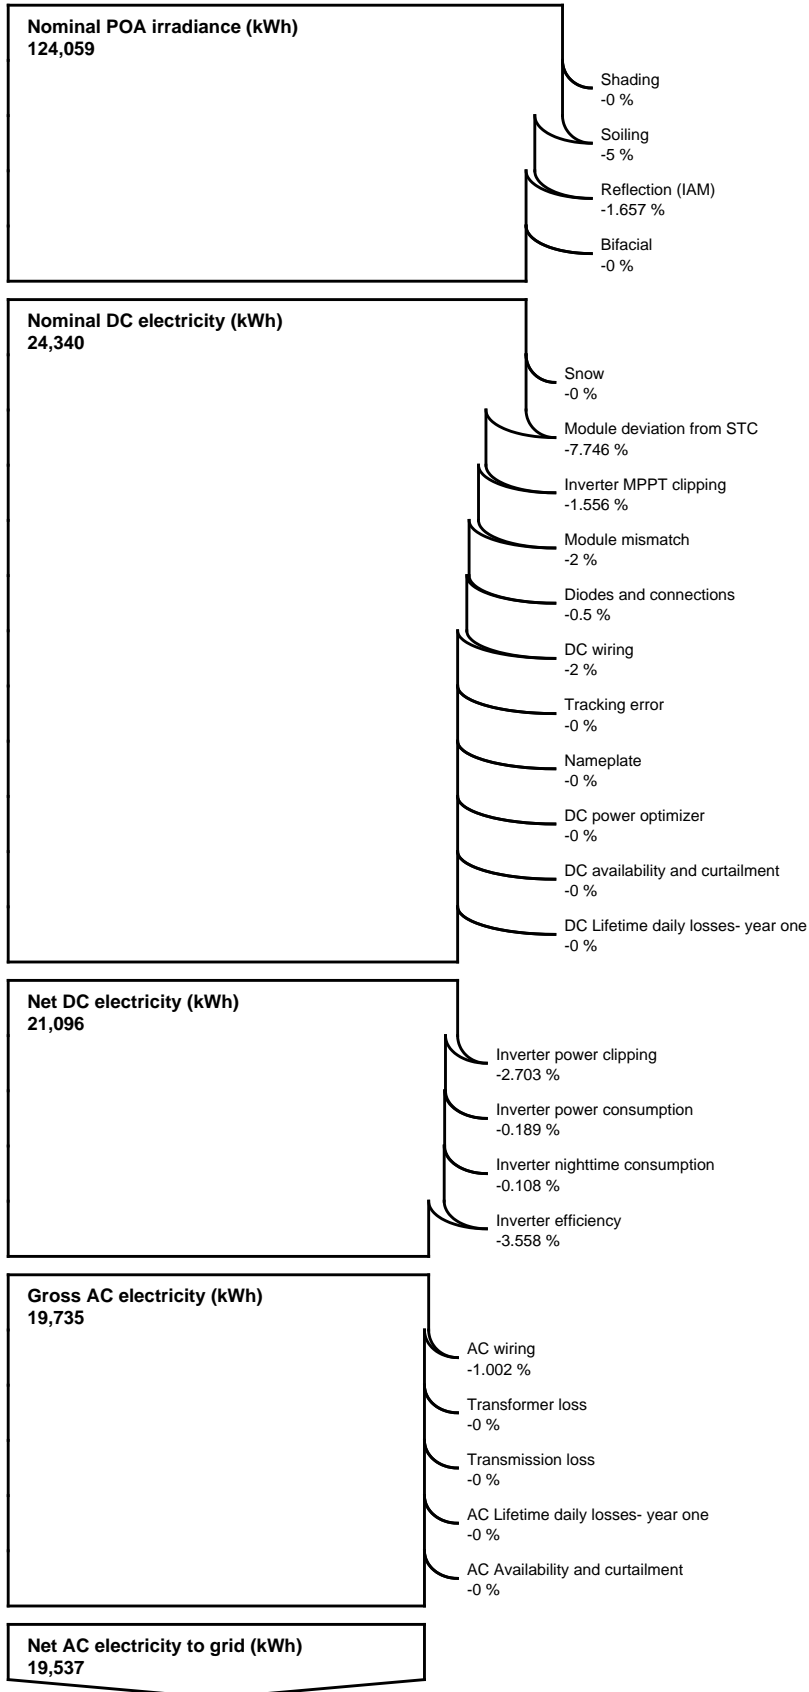 Nominal POA irradiance (kWh)
124,059
Shading
-0 %
Soiling
-5 %
Reflection (IAM)
-1.657 %
Bifacial
-0 %
Nominal DC electricity (kWh)
24,340
Snow
-0 %
Module deviation from STC
-7.746 %
Inverter MPPT clipping
-1.556 %
Module mismatch
-2 %
Diodes and connections
-0.5 %
DC wiring
-2 %
Tracking error
-0 %
Nameplate
-0 %
DC power optimizer
-0 %
DC availability and curtailment
-0 %
DC Lifetime daily losses- year one
-0 %
Net DC electricity (kWh)
21,096
Inverter power clipping
-2.703 %
Inverter power consumption
-0.189 %
Inverter nighttime consumption
-0.108 %
Inverter efficiency
-3.558 %
Gross AC electricity (kWh)
19,735
AC wiring
-1.002 %
Transformer loss
-0 %
Transmission loss
-0 %
AC Lifetime daily losses- year one
-0 %
AC Availability and curtailment
-0 %
Net AC electricity to grid (kWh)
19,537